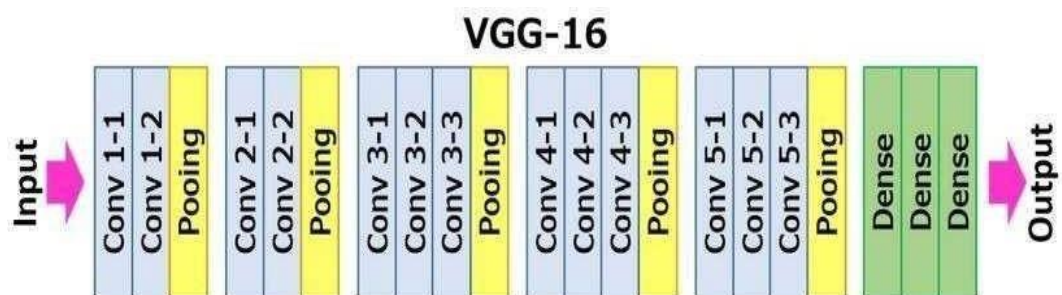 VGG-16
Input
Conv 1-1
Conv 1-2
Pooing
Conv 2-1
Conv 2-2
Pooing
Conv 3-1
Conv 3-2
Conv 3-3
Pooing
Conv 4-1
Conv 4-2
Conv 4-3
Pooing
Conv 5-1
Conv 5-2
Conv 5-3
Pooing
Dense
Dense
Dense
Output